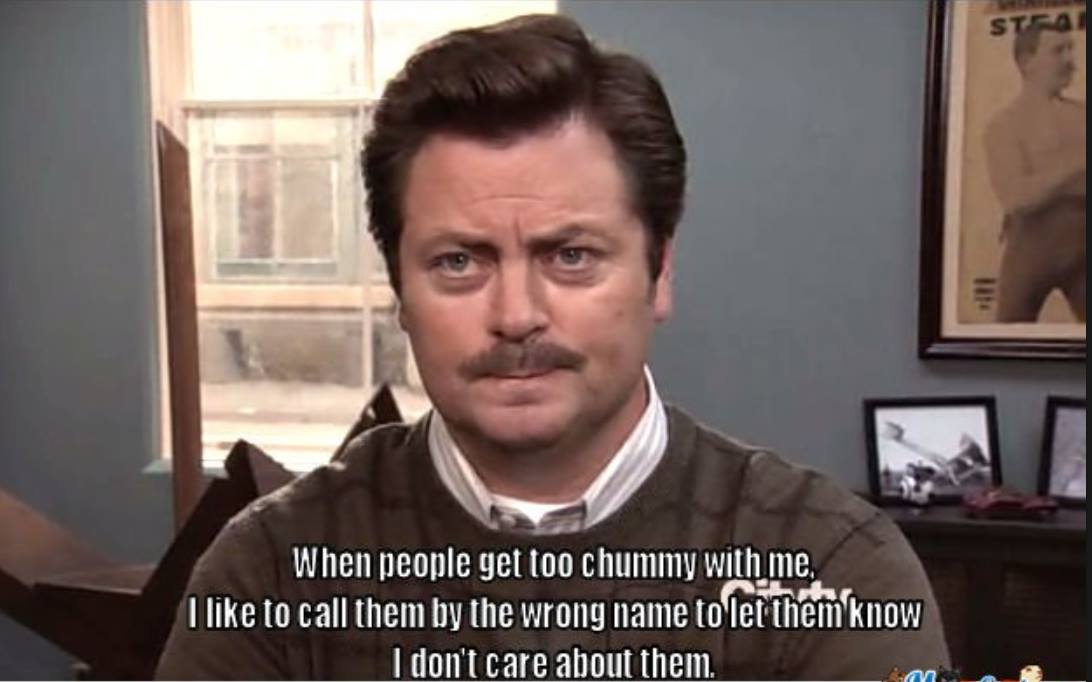 STEA
When people get too chummy with me,
I like to call them by the wrong name to let them know
I don't care about them.